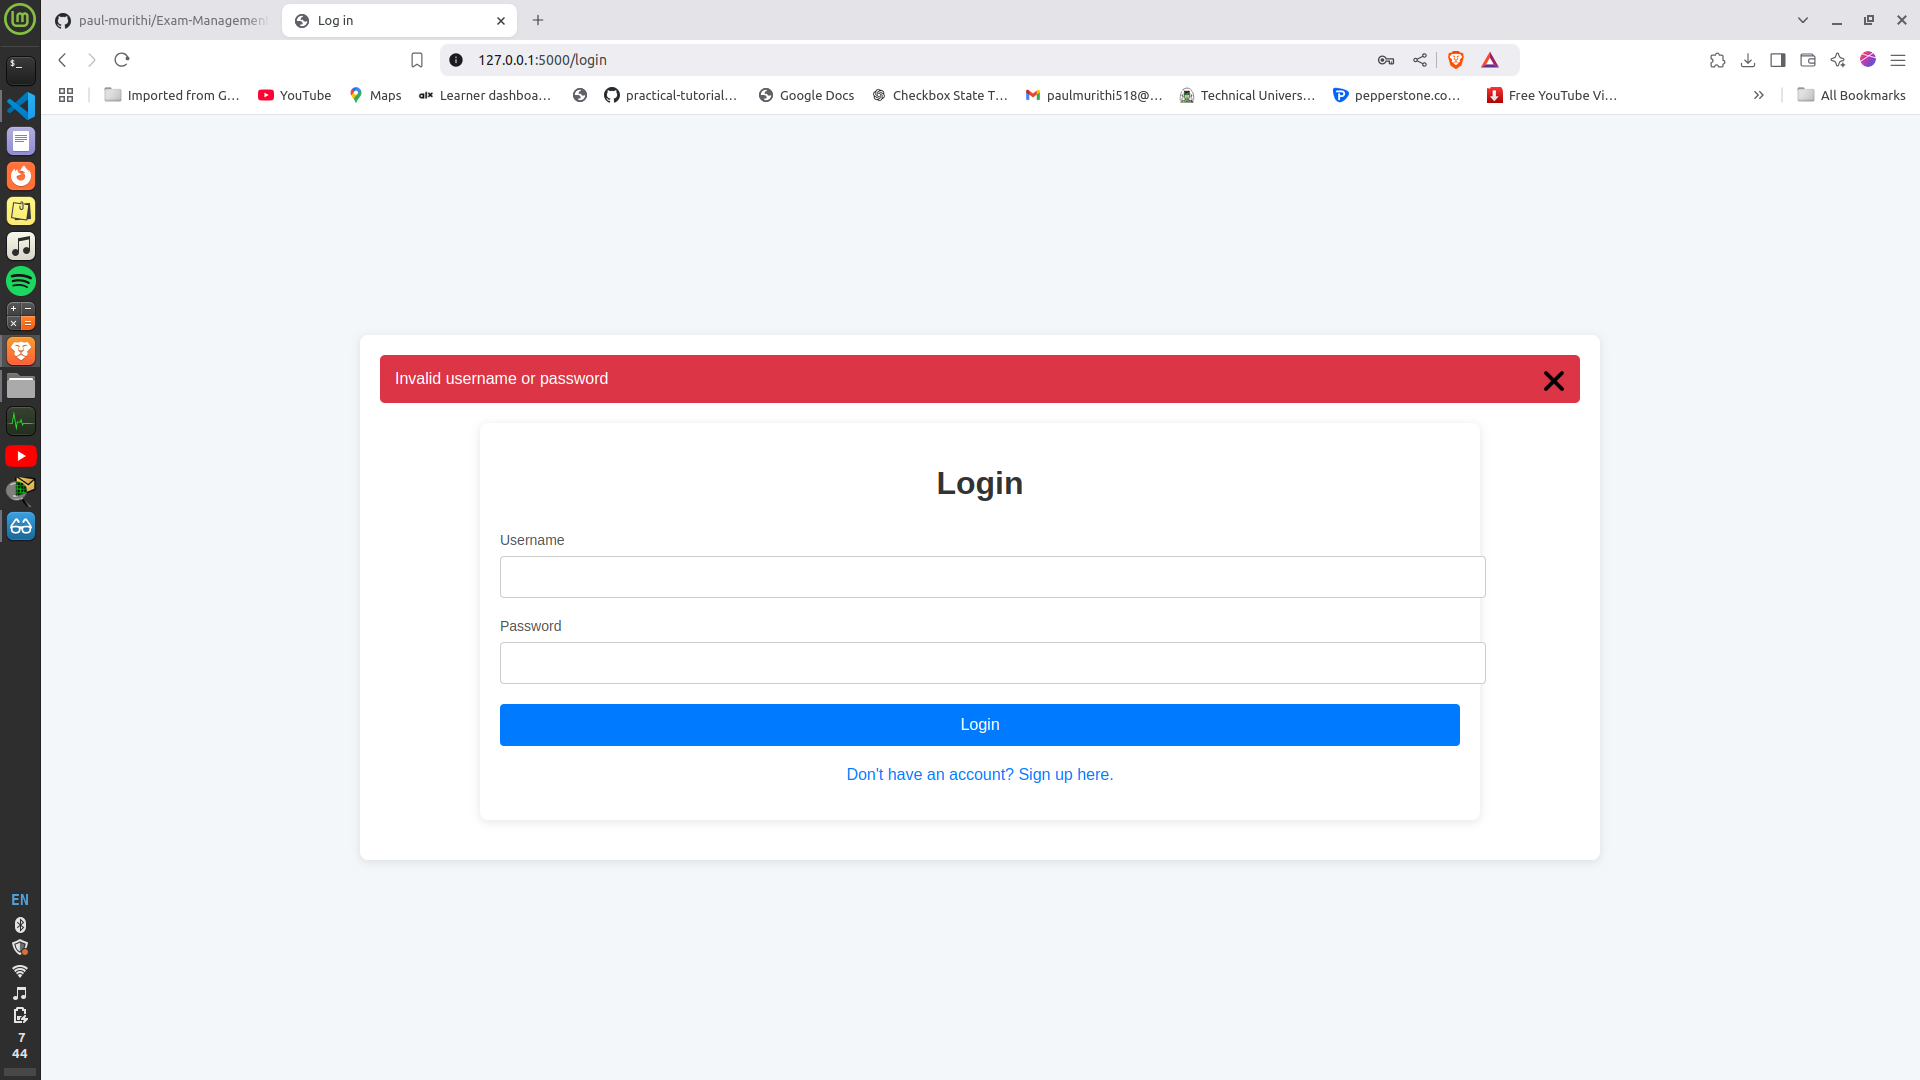 paul-murithi/Exam-Management
Log in
127.0.0.1:5000/login
Imported from G...
YouTube
Maps
alx
Learner dashboa...
practical-tutorial...
Google Docs
Checkbox State T...
paulmurithi518@...
Technical Univers...
pepperstone.co...
Free YouTube Vi...
All Bookmarks
Invalid username or password
Login
Username
Password
Login
Don't have an account? Sign up here.
EN
7
44